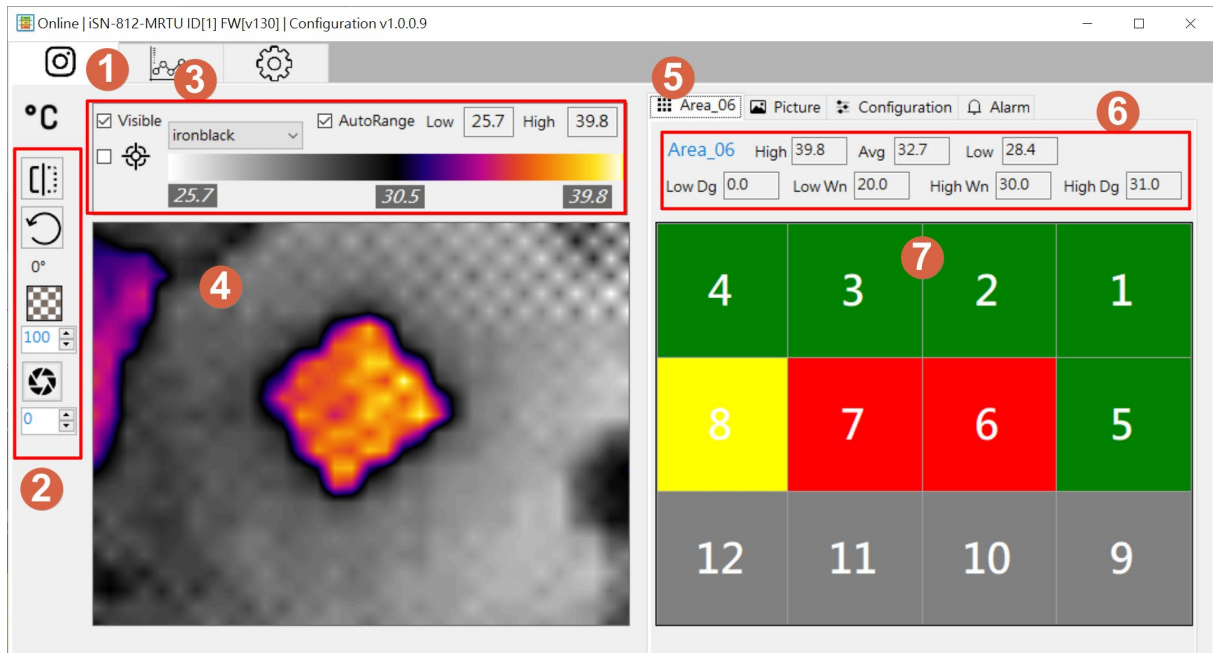 Online | iSN-812-MRTU ID[1] FW[v130] | Configuration v1.0.0.9
1
3
5
6
°C
Visible
ironblack
AutoRange Low 25.7 High 39.8
25.7 30.5 39.8
0°
100
0
2
4
Area_06 Picture Configuration Alarm
Area_06 High 39.8 Avg 32.7 Low 28.4
Low Dg 0.0 Low Wn 20.0 High Wn 30.0 High Dg 31.0
7
4 3 2 1
8 7 6 5
12 11 10 9